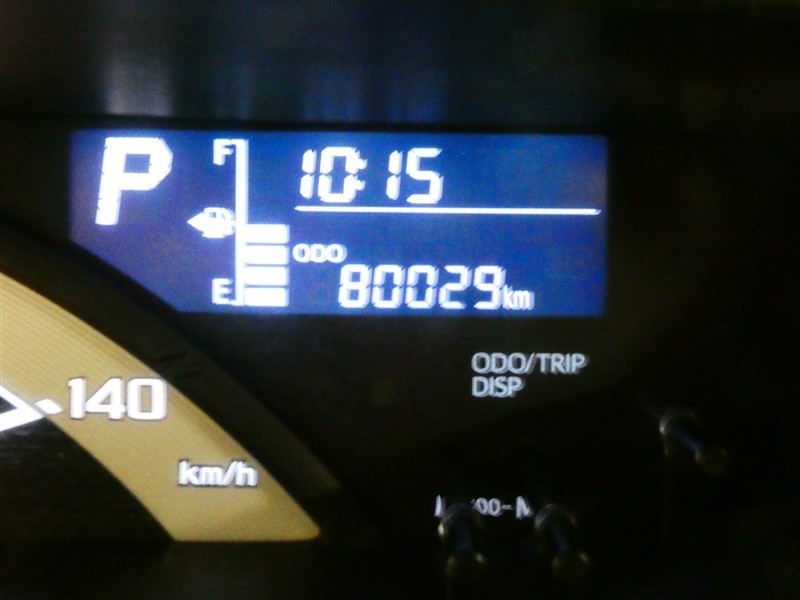 P
F
10:15
ODO
E
80029km
ODO/TRIP
DISP
140
km/h